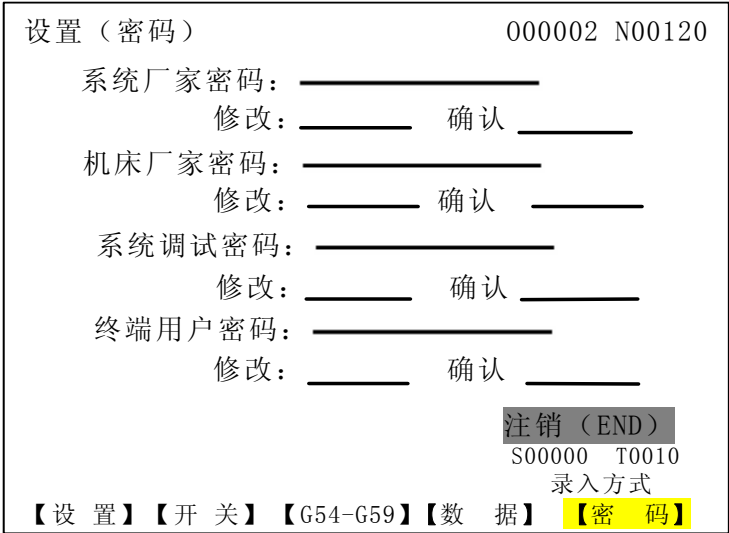 设置（密码） O00002 N00120
系统厂家密码：
修改： 确认
机床厂家密码：
修改： 确认
系统调试密码：
修改： 确认
终端用户密码：
修改： 确认
注销（END）
S00000 T0010
录入方式
【设 置】【开 关】【G54-G59】【数 据】 【密 码】